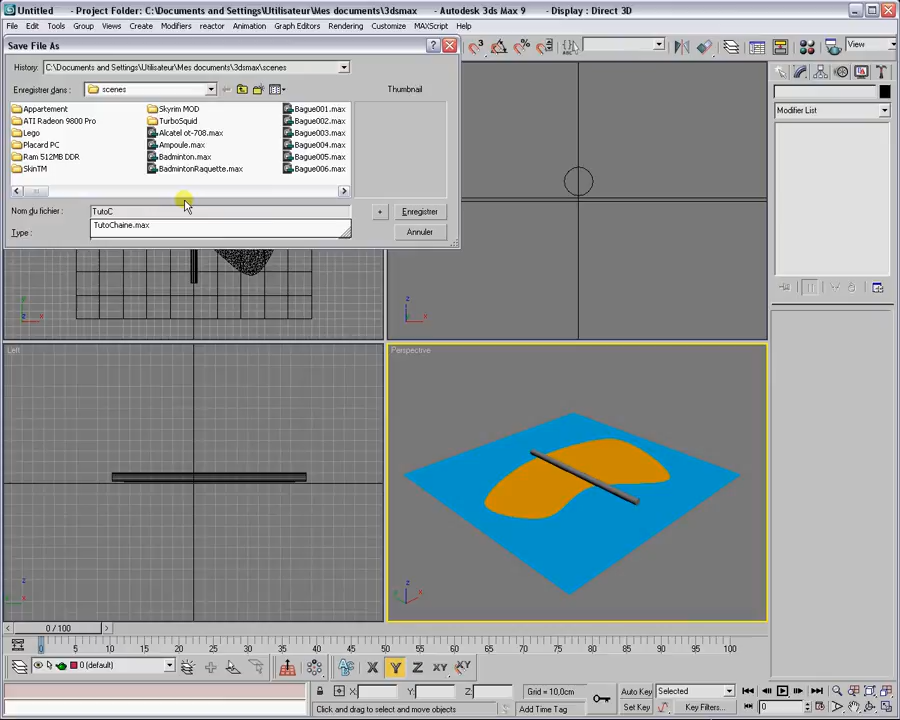 Untitled - Project Folder: C:\Documents and Settings\Utilisateur\Mes documents\3dsmax - Autodesk 3ds Max 9 - Display : Direct 3D
File Edit Tools Group Views Create Modifiers reactor Animation Graph Editors Rendering Customize MAXScript Help
Save File As
View
History: C:\Documents and Settings\Utilisateur\Mes documents\3dsmax\scenes
Enregistrer dans : scenes
Thumbnail
Appartement Skyrim MOD Bague001.max
ATI Radeon 9800 Pro TurboSquid Bague002.max
Lego Alcatel ot-708.max Bague003.max
Placard PC Ampoule.max Bague004.max
Ram 512MB DDR Badminton.max Bague005.max
SkinTM BadmintonRaquette.max Bague006.max
Modifier List
Nom du fichier : TutoC + Enregistrer
TutoChaine.max
Type : Annuler
z x
z x
Left
Perspective
z
z x
0 / 100
0 5 10 15 20 25 30 35 40 45 50 55 60 65 70 75 80 85 90 95 100
0 (default) X Y Z XY XY
X: Y: Z: Grid = 10,0cm Auto Key Selected
Click and drag to select and move objects Add Time Tag Set Key Key Filters... 0